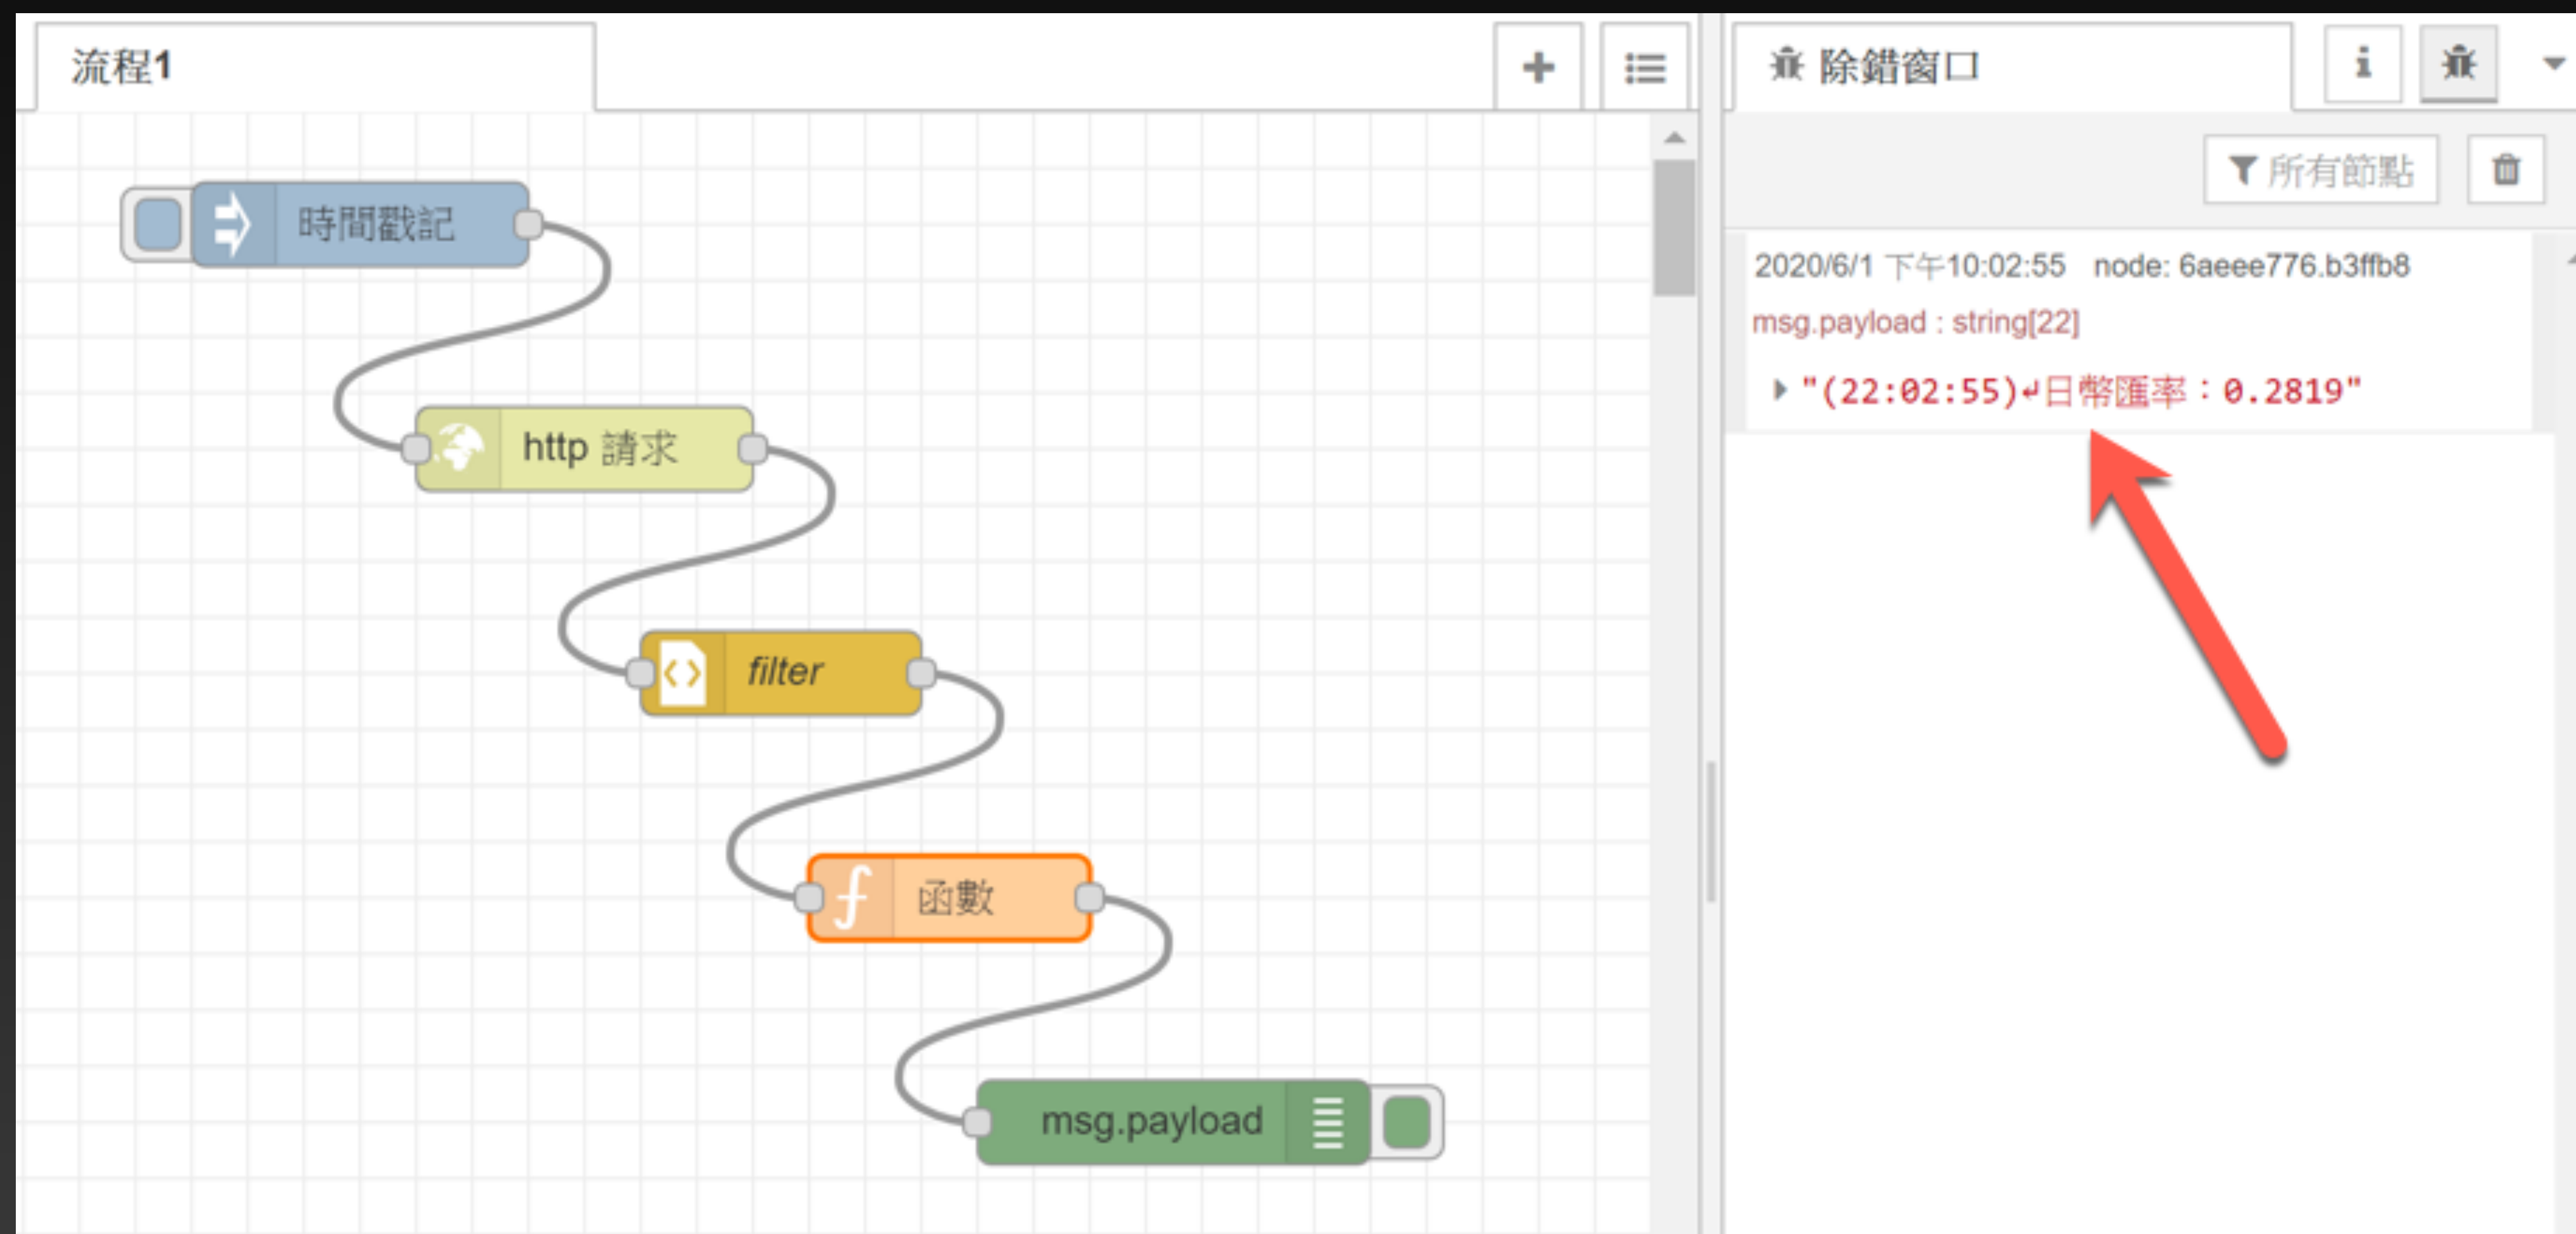 流程1
時間戳記
http 請求
filter
函數
msg.payload
除錯窗口
所有節點
2020/6/1 下午10:02:55 node: 6aeee776.b3ffb8
msg.payload : string[22]
"(22:02:55)↵日幣匯率：0.2819"